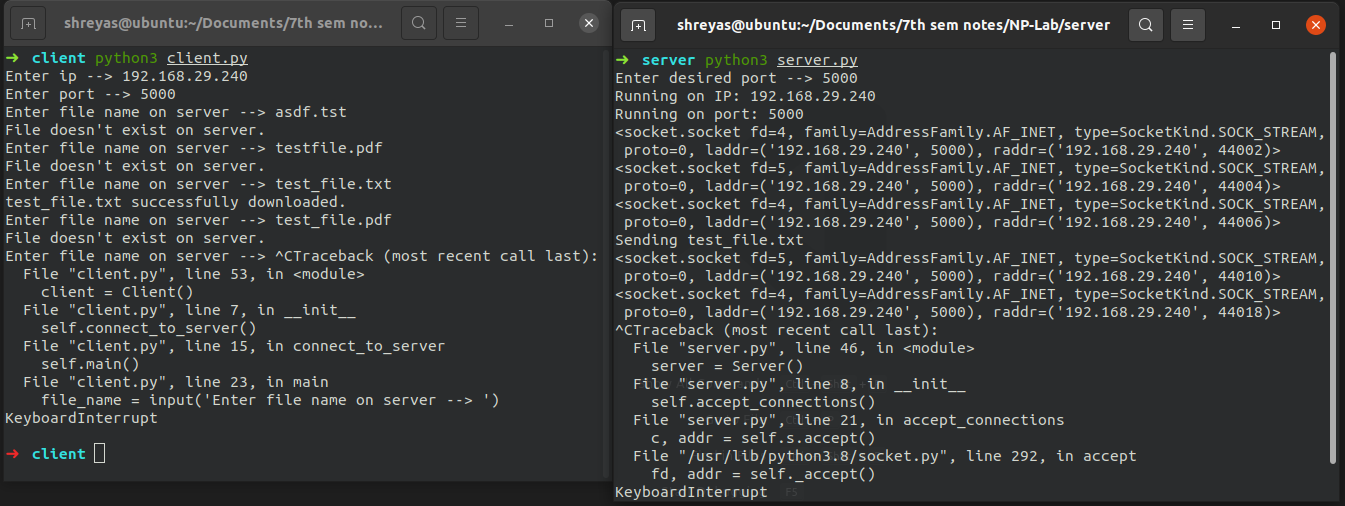 shreyas@ubuntu:~/Documents/7th sem no...
➜ client python3 client.py
Enter ip --> 192.168.29.240
Enter port --> 5000
Enter file name on server --> asdf.tst
File doesn't exist on server.
Enter file name on server --> testfile.pdf
File doesn't exist on server.
Enter file name on server --> test_file.txt
test_file.txt successfully downloaded.
Enter file name on server --> test_file.pdf
File doesn't exist on server.
Enter file name on server --> ^CTraceback (most recent call last):
  File "client.py", line 53, in <module>
    client = Client()
  File "client.py", line 7, in __init__
    self.connect_to_server()
  File "client.py", line 15, in connect_to_server
    self.main()
  File "client.py", line 23, in main
    file_name = input('Enter file name on server --> ')
KeyboardInterrupt
➜ client
shreyas@ubuntu:~/Documents/7th sem notes/NP-Lab/server
➜ server python3 server.py
Enter desired port --> 5000
Running on IP: 192.168.29.240
Running on port: 5000
<socket.socket fd=4, family=AddressFamily.AF_INET, type=SocketKind.SOCK_STREAM,
 proto=0, laddr=('192.168.29.240', 5000), raddr=('192.168.29.240', 44002)>
<socket.socket fd=5, family=AddressFamily.AF_INET, type=SocketKind.SOCK_STREAM,
 proto=0, laddr=('192.168.29.240', 5000), raddr=('192.168.29.240', 44004)>
<socket.socket fd=4, family=AddressFamily.AF_INET, type=SocketKind.SOCK_STREAM,
 proto=0, laddr=('192.168.29.240', 5000), raddr=('192.168.29.240', 44006)>
Sending test_file.txt
<socket.socket fd=5, family=AddressFamily.AF_INET, type=SocketKind.SOCK_STREAM,
 proto=0, laddr=('192.168.29.240', 5000), raddr=('192.168.29.240', 44010)>
<socket.socket fd=4, family=AddressFamily.AF_INET, type=SocketKind.SOCK_STREAM,
 proto=0, laddr=('192.168.29.240', 5000), raddr=('192.168.29.240', 44018)>
^CTraceback (most recent call last):
  File "server.py", line 46, in <module>
    server = Server()
  File "server.py", line 8, in __init__
    self.accept_connections()
  File "server.py", line 21, in accept_connections
    c, addr = self.s.accept()
  File "/usr/lib/python3.8/socket.py", line 292, in accept
    fd, addr = self._accept()
KeyboardInterrupt